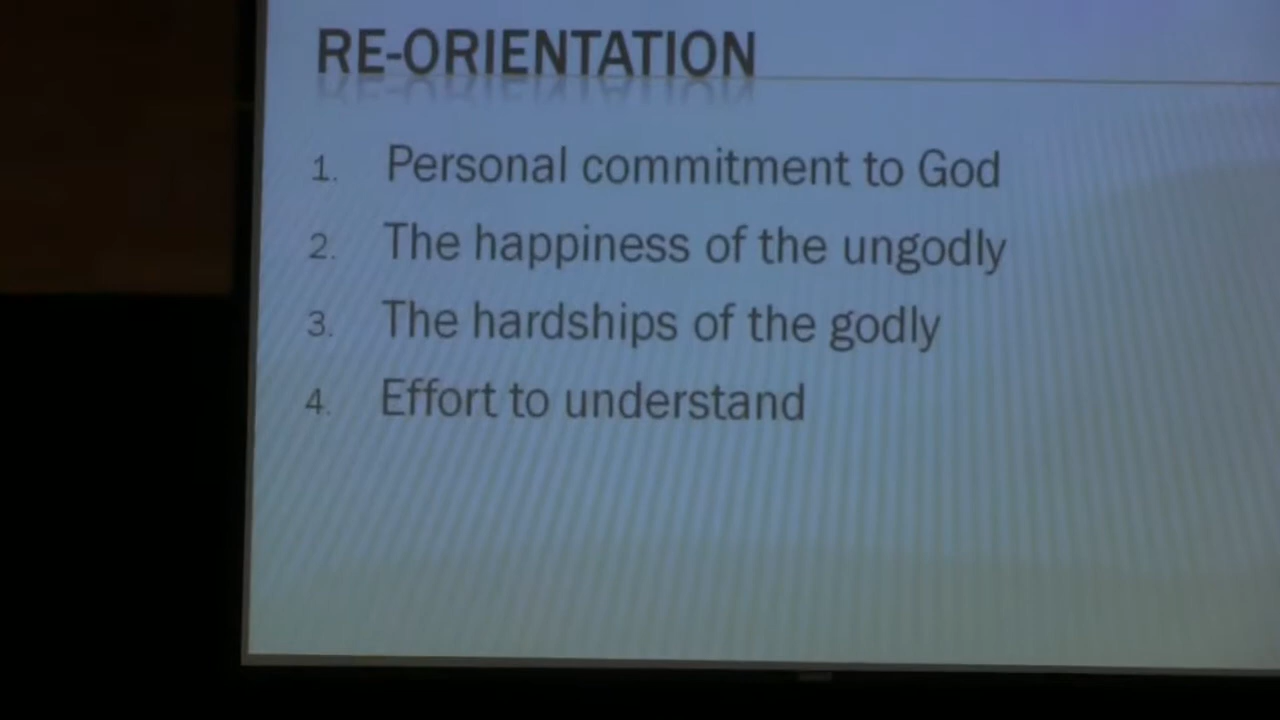 RE-ORIENTATION
1. Personal commitment to God
2. The happiness of the ungodly
3. The hardships of the godly
4. Effort to understand